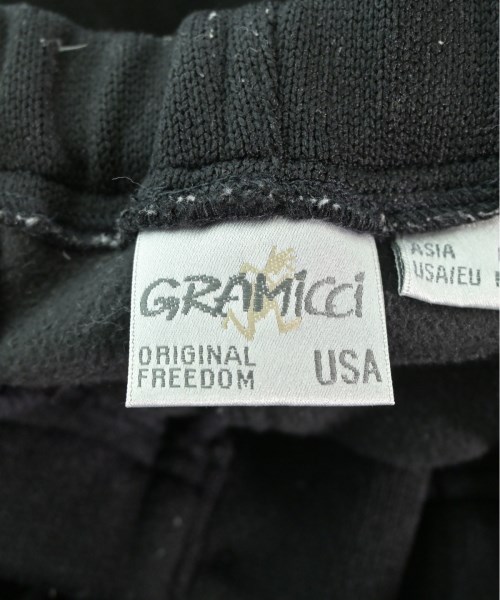 GRAMiCCi
ORIGINAL
FREEDOM
USA
ASIA
USA/EU